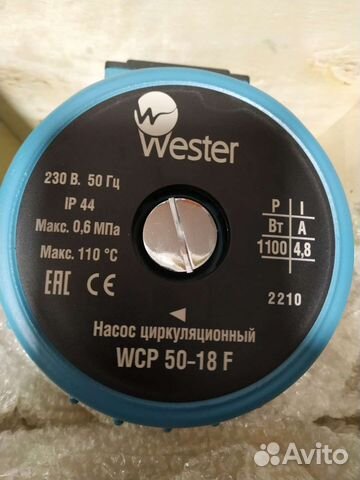 Wester
230 В. 50 Гц
IP 44
Макс. 0,6 МПа
Макс. 110 °C
P I
Вт A
1100 4,8
EAC CE
2210
Насос циркуляционный
WCP 50-18 F
Avito